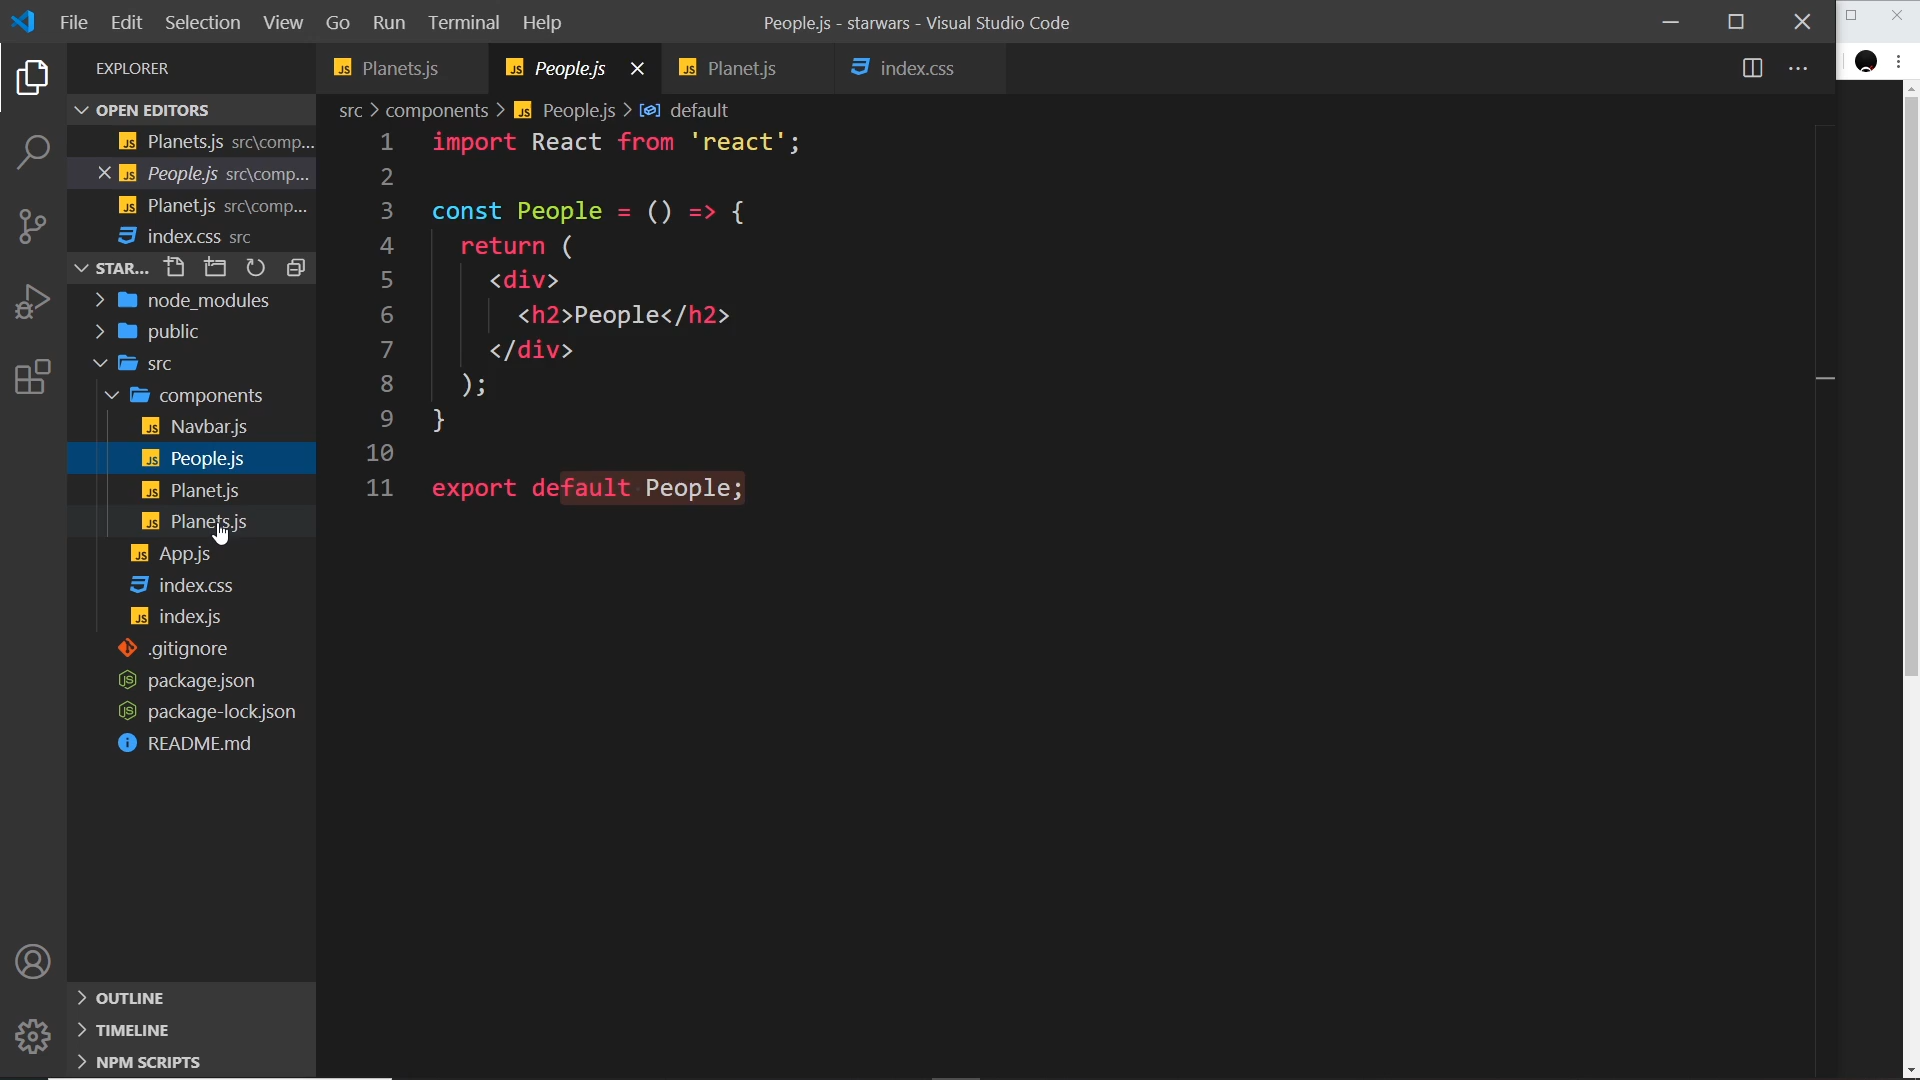 File Edit Selection View Go Run Terminal Help
People.js - starwars - Visual Studio Code
EXPLORER
OPEN EDITORS
Planets.js src\comp...
People.js src\comp...
Planet.js src\comp...
index.css src
STAR...
node_modules
public
src
components
Navbar.js
People.js
Planet.js
Planets.js
App.js
index.css
index.js
.gitignore
package.json
package-lock.json
README.md
OUTLINE
TIMELINE
NPM SCRIPTS
Planets.js People.js Planet.js index.css
src > components > People.js > default
1 import React from 'react';
2
3 const People = () => {
4 return (
5 <div>
6 <h2>People</h2>
7 </div>
8 );
9 }
10
11 export default People;